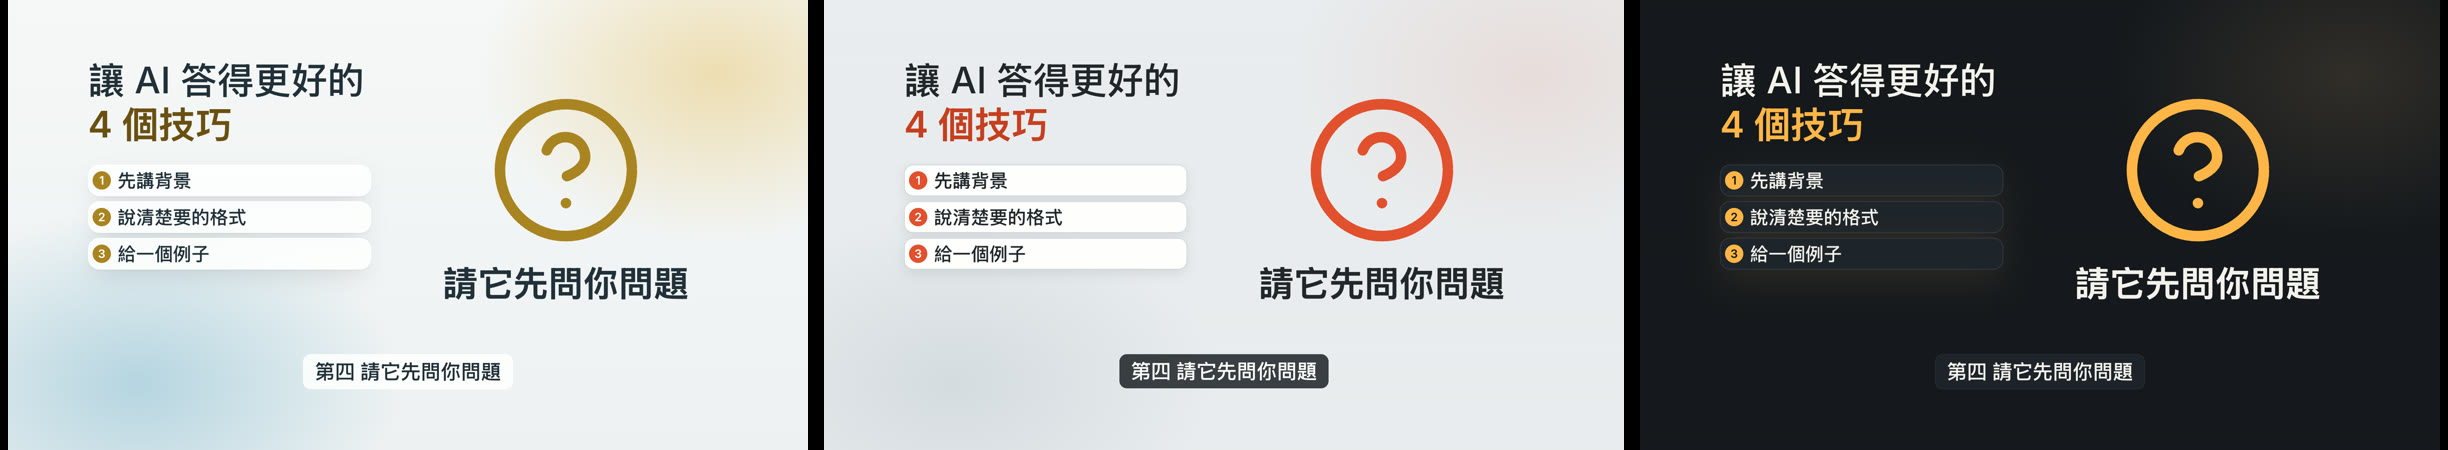 讓 AI 答得更好的
4 個技巧
1 先講背景
2 說清楚要的格式
3 給一個例子
?
請它先問你問題
第四 請它先問你問題
讓 AI 答得更好的
4 個技巧
1 先講背景
2 說清楚要的格式
3 給一個例子
?
請它先問你問題
第四 請它先問你問題
讓 AI 答得更好的
4 個技巧
1 先講背景
2 說清楚要的格式
3 給一個例子
?
請它先問你問題
第四 請它先問你問題